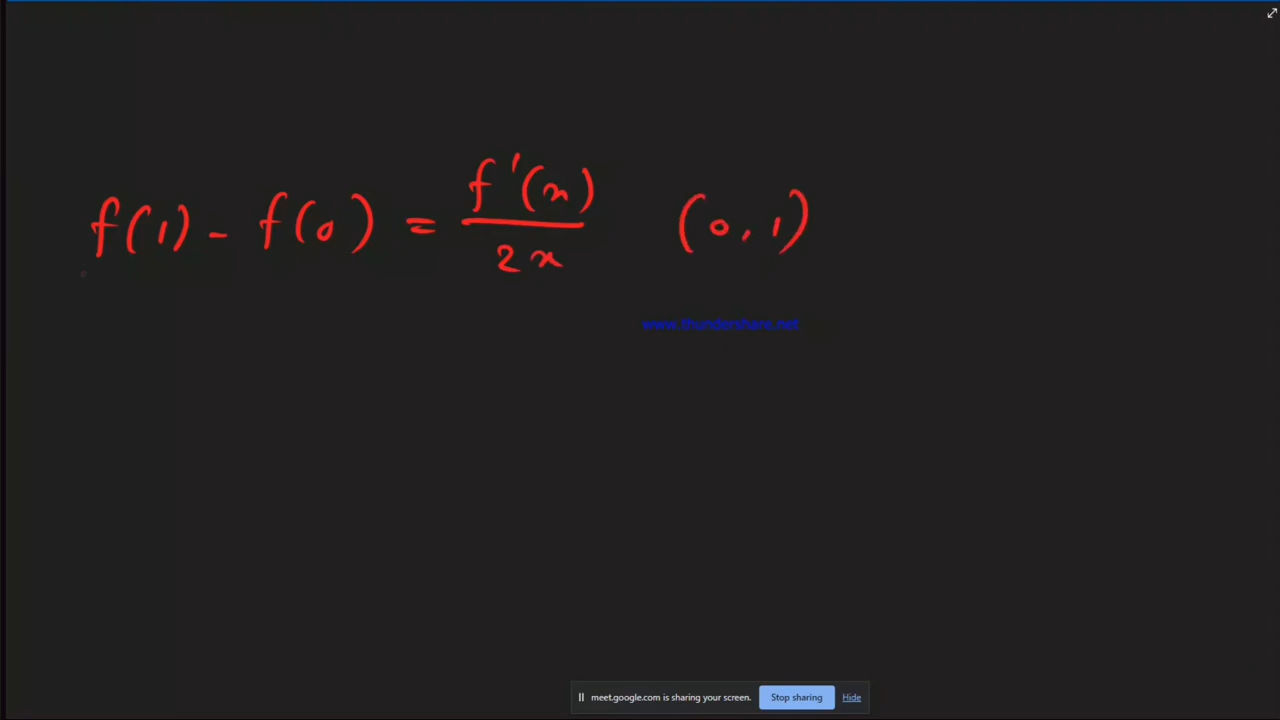 f(1) - f(0) = f'(x) / 2x (0, 1)
www.thundershare.net
meet.google.com is sharing your screen. Stop sharing Hide